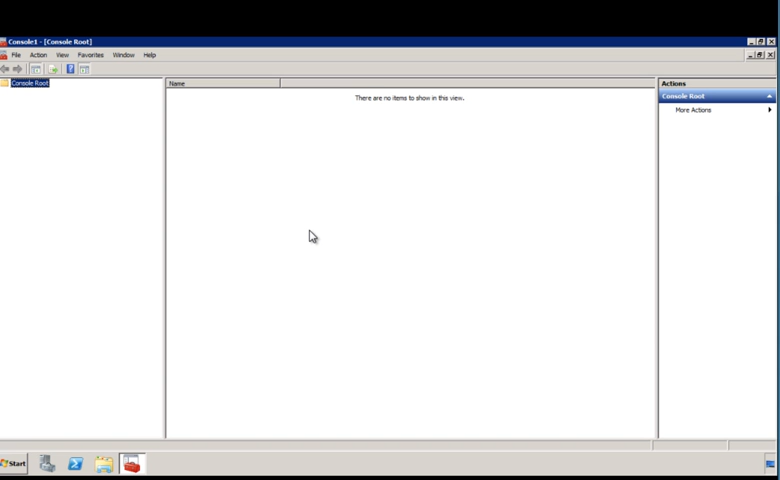 Console1 - [Console Root]
File Action View Favorites Window Help
Console Root
Name
There are no items to show in this view.
Actions
Console Root
More Actions
Start